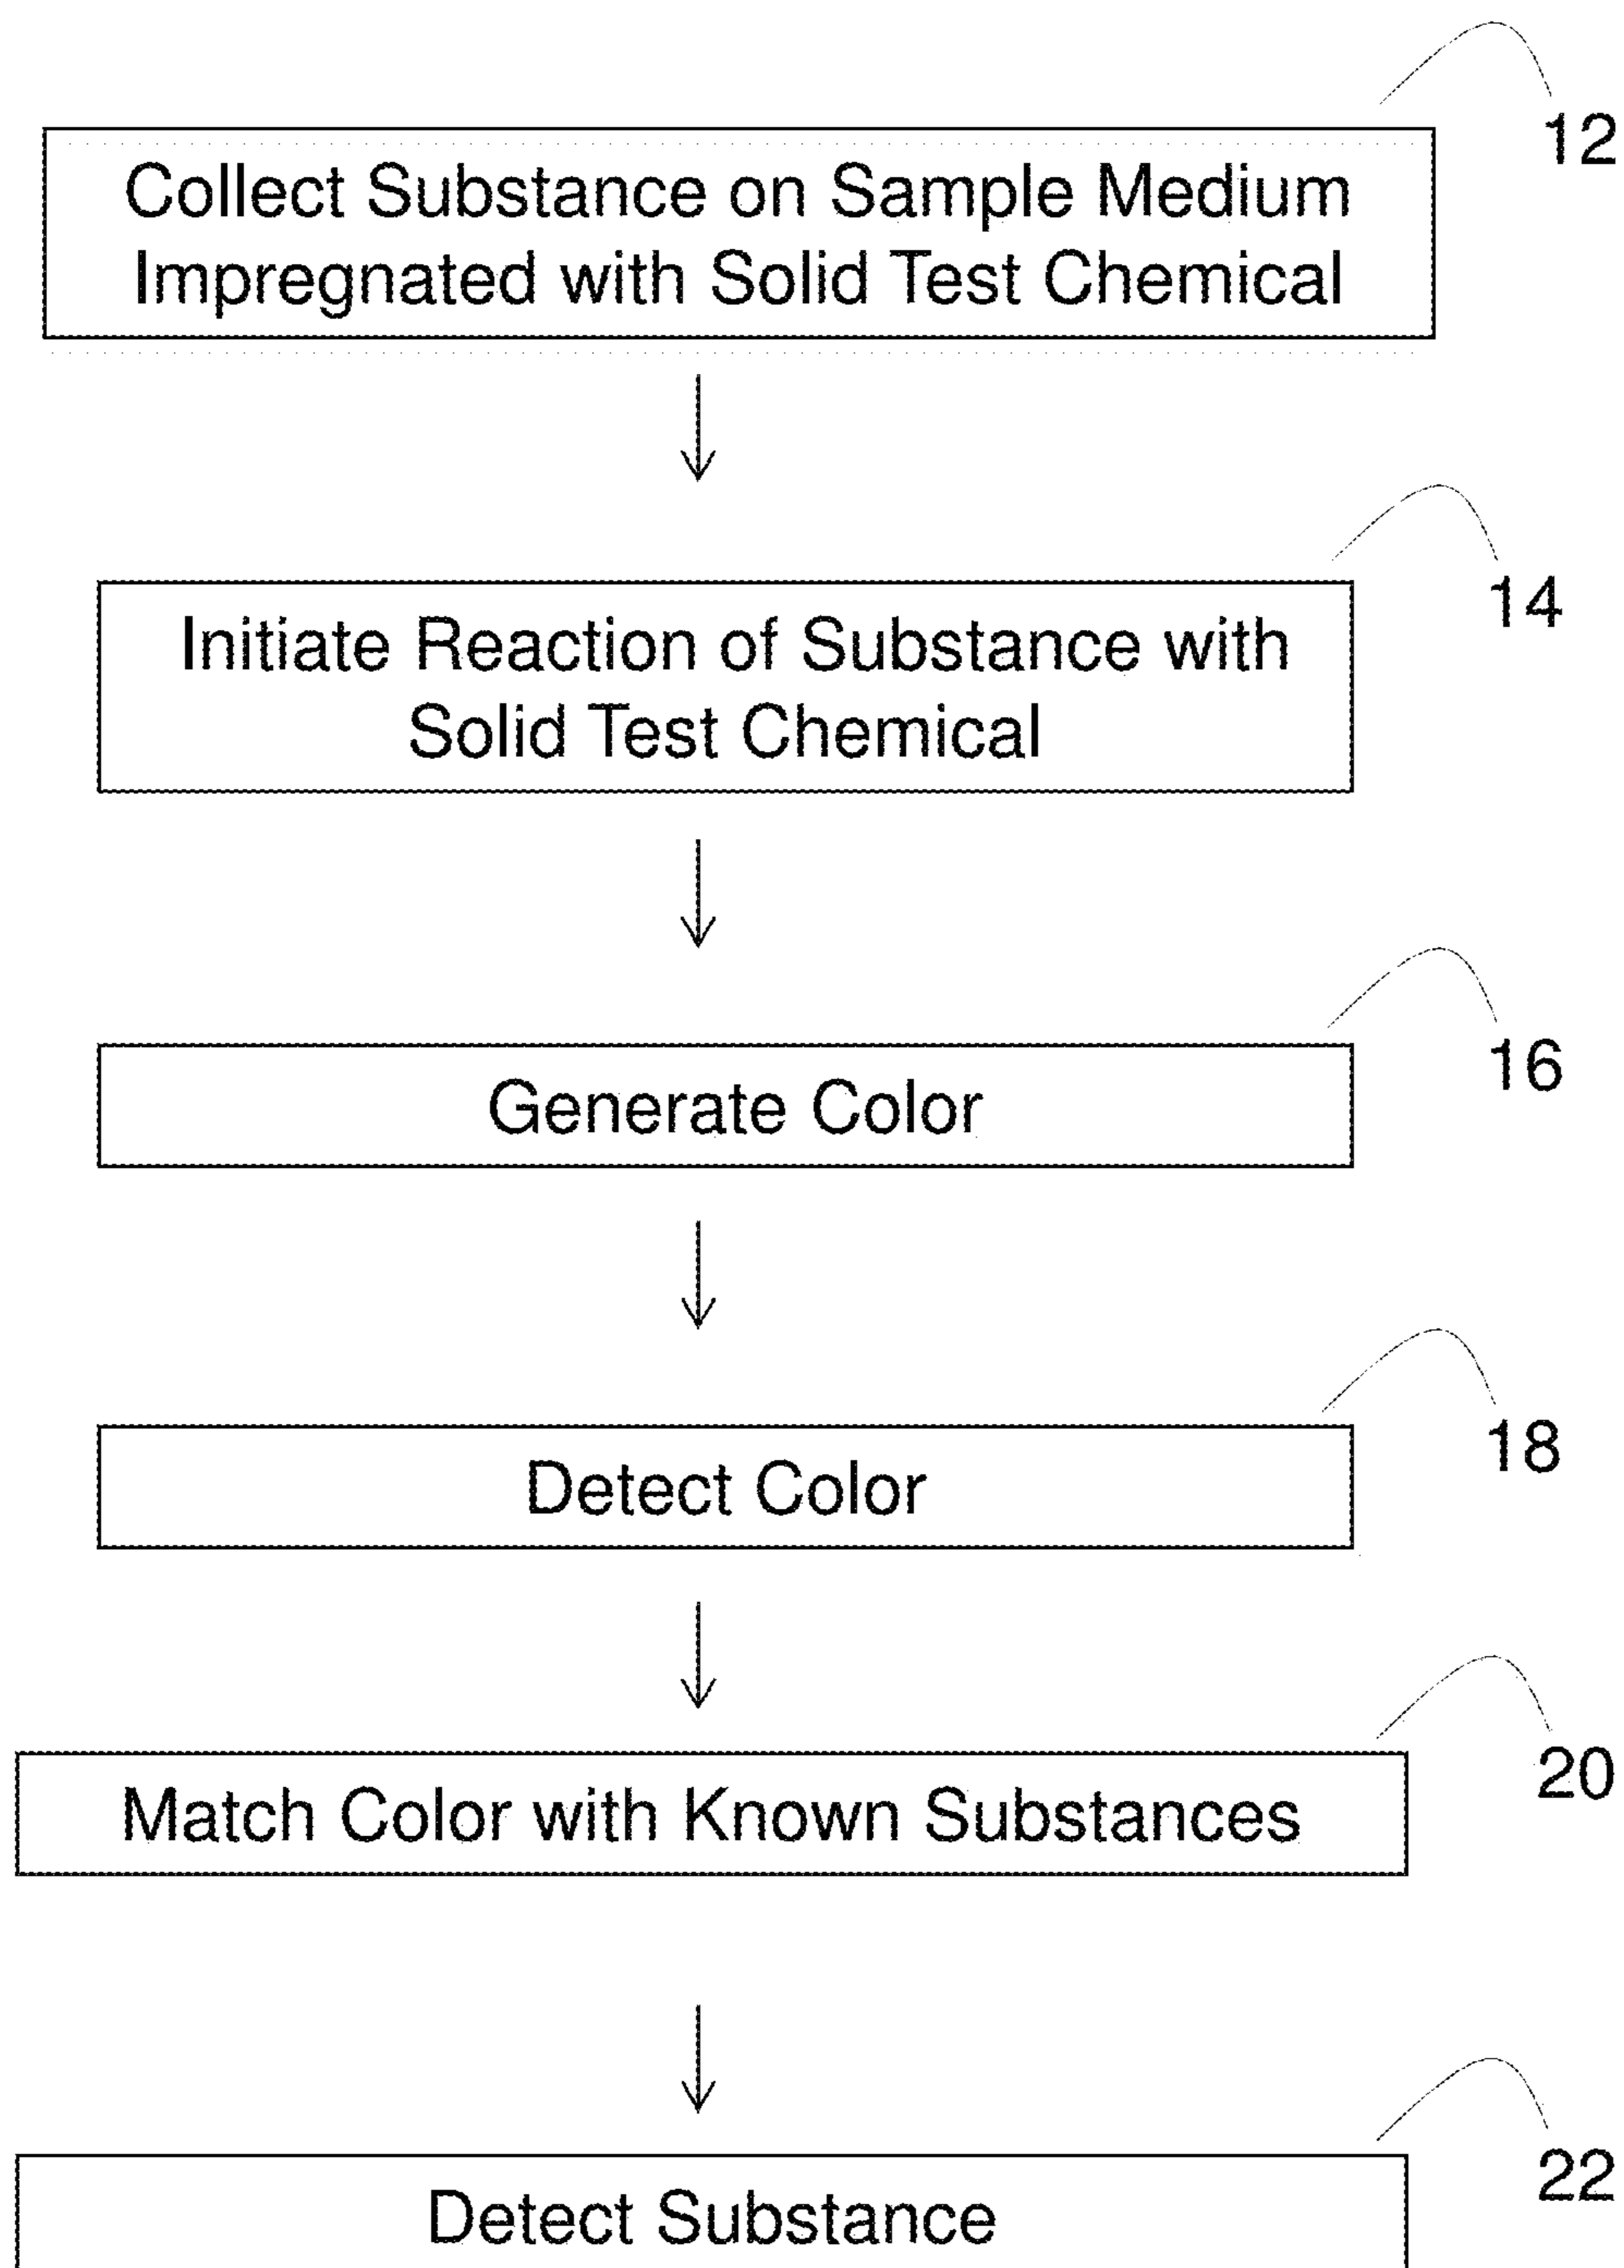 12
Collect Substance on Sample Medium
Impregnated with Solid Test Chemical
14
Initiate Reaction of Substance with
Solid Test Chemical
16
Generate Color
18
Detect Color
20
Match Color with Known Substances
22
Detect Substance